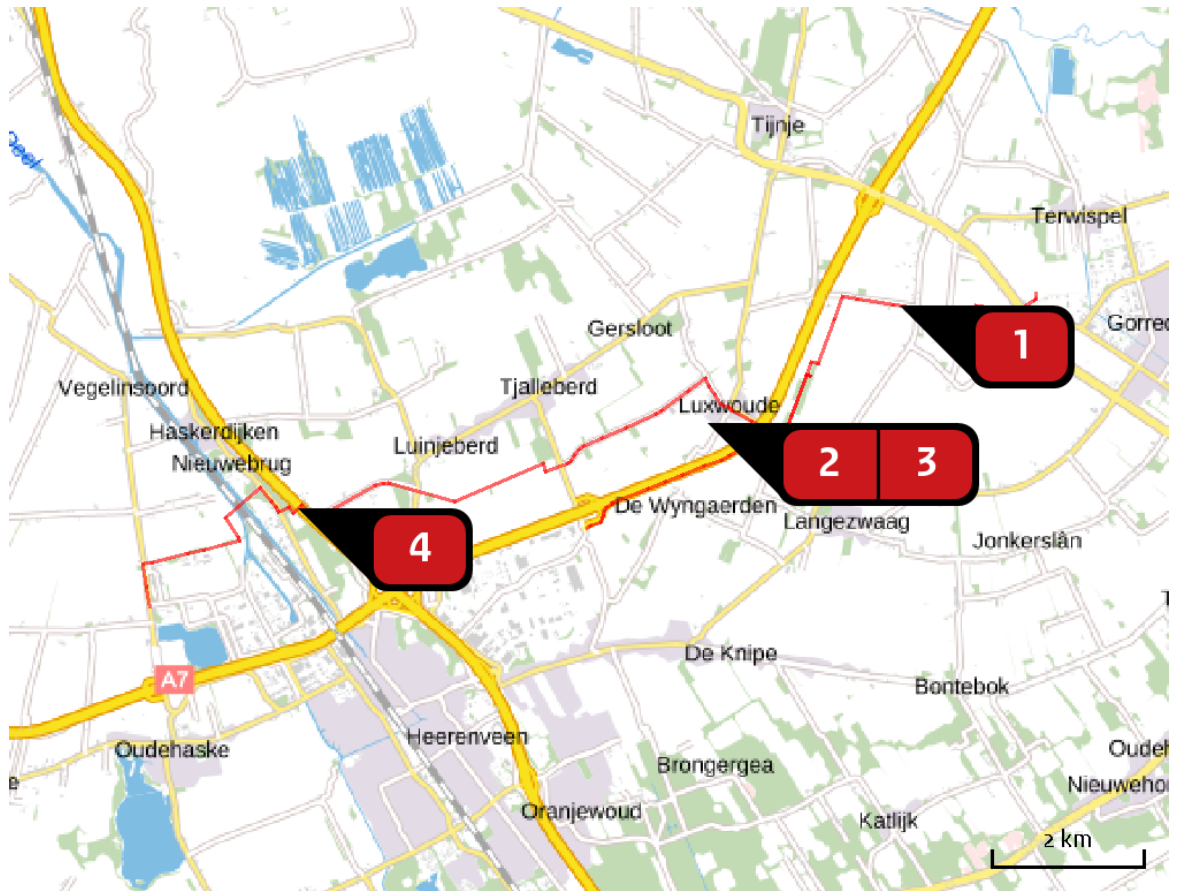 Tijnje
Deel
Terwispel
Gersloot
Gorred
1
Vegelinsoord
Tjalleberd
Luxwoude
Haskerdijken
Luinjeberd
Nieuwebrug
2 3
De Wyngaerden
Langezwaag
Jonkerslân
4
T
De Knipe
A7
Bontebok
Oudehaske
Heerenveen
Oudeh
Brongergea
e
Nieuweho
Oranjewoud
Katlijk
2 km